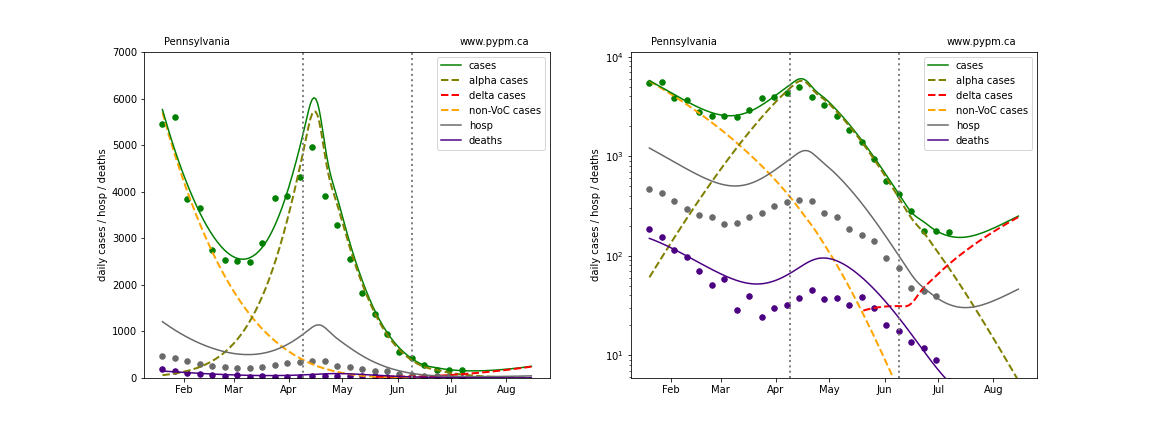 Pennsylvania www.pypm.ca
7000
6000
5000
4000
3000
2000
1000
0
daily cases / hosp / deaths
cases
alpha cases
delta cases
non-VoC cases
hosp
deaths
Feb Mar Apr May Jun Jul Aug
Pennsylvania www.pypm.ca
10⁴
10³
10²
10¹
daily cases / hosp / deaths
cases
alpha cases
delta cases
non-VoC cases
hosp
deaths
Feb Mar Apr May Jun Jul Aug